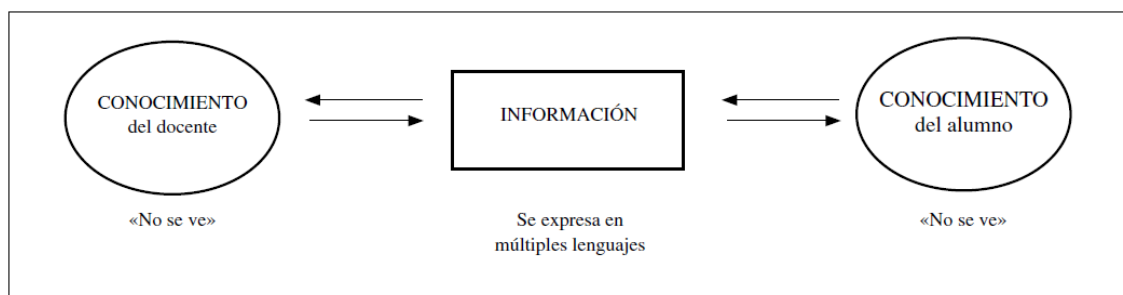 CONOCIMIENTO
del docente
INFORMACIÓN
CONOCIMIENTO
del alumno
«No se ve»
Se expresa en
múltiples lenguajes
«No se ve»